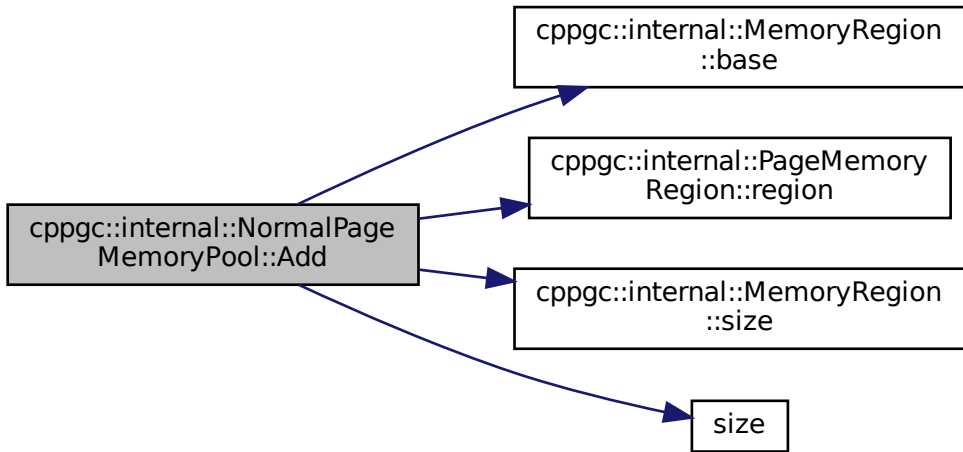 cppgc::internal::MemoryRegion
::base
cppgc::internal::PageMemory
Region::region
cppgc::internal::NormalPage
MemoryPool::Add
cppgc::internal::MemoryRegion
::size
size